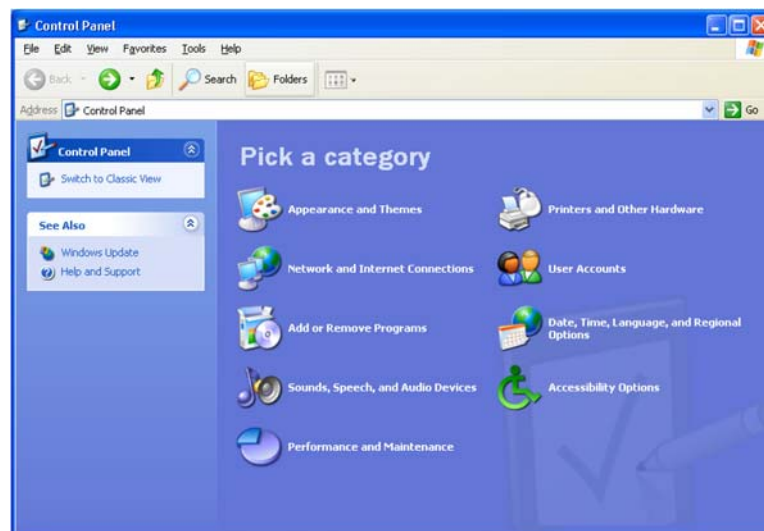 Control Panel
File Edit View Favorites Tools Help
Back Search Folders
Address Control Panel Go
Control Panel
Switch to Classic View
See Also
Windows Update
Help and Support
Pick a category
Appearance and Themes
Printers and Other Hardware
Network and Internet Connections
User Accounts
Add or Remove Programs
Date, Time, Language, and Regional
Options
Sounds, Speech, and Audio Devices
Accessibility Options
Performance and Maintenance